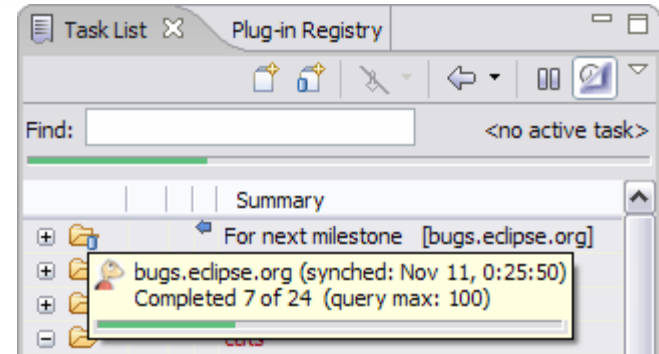 Task List Plug-in Registry
Find: <no active task>
Summary
For next milestone [bugs.eclipse.org]
bugs.eclipse.org (synched: Nov 11, 0:25:50)
Completed 7 of 24 (query max: 100)